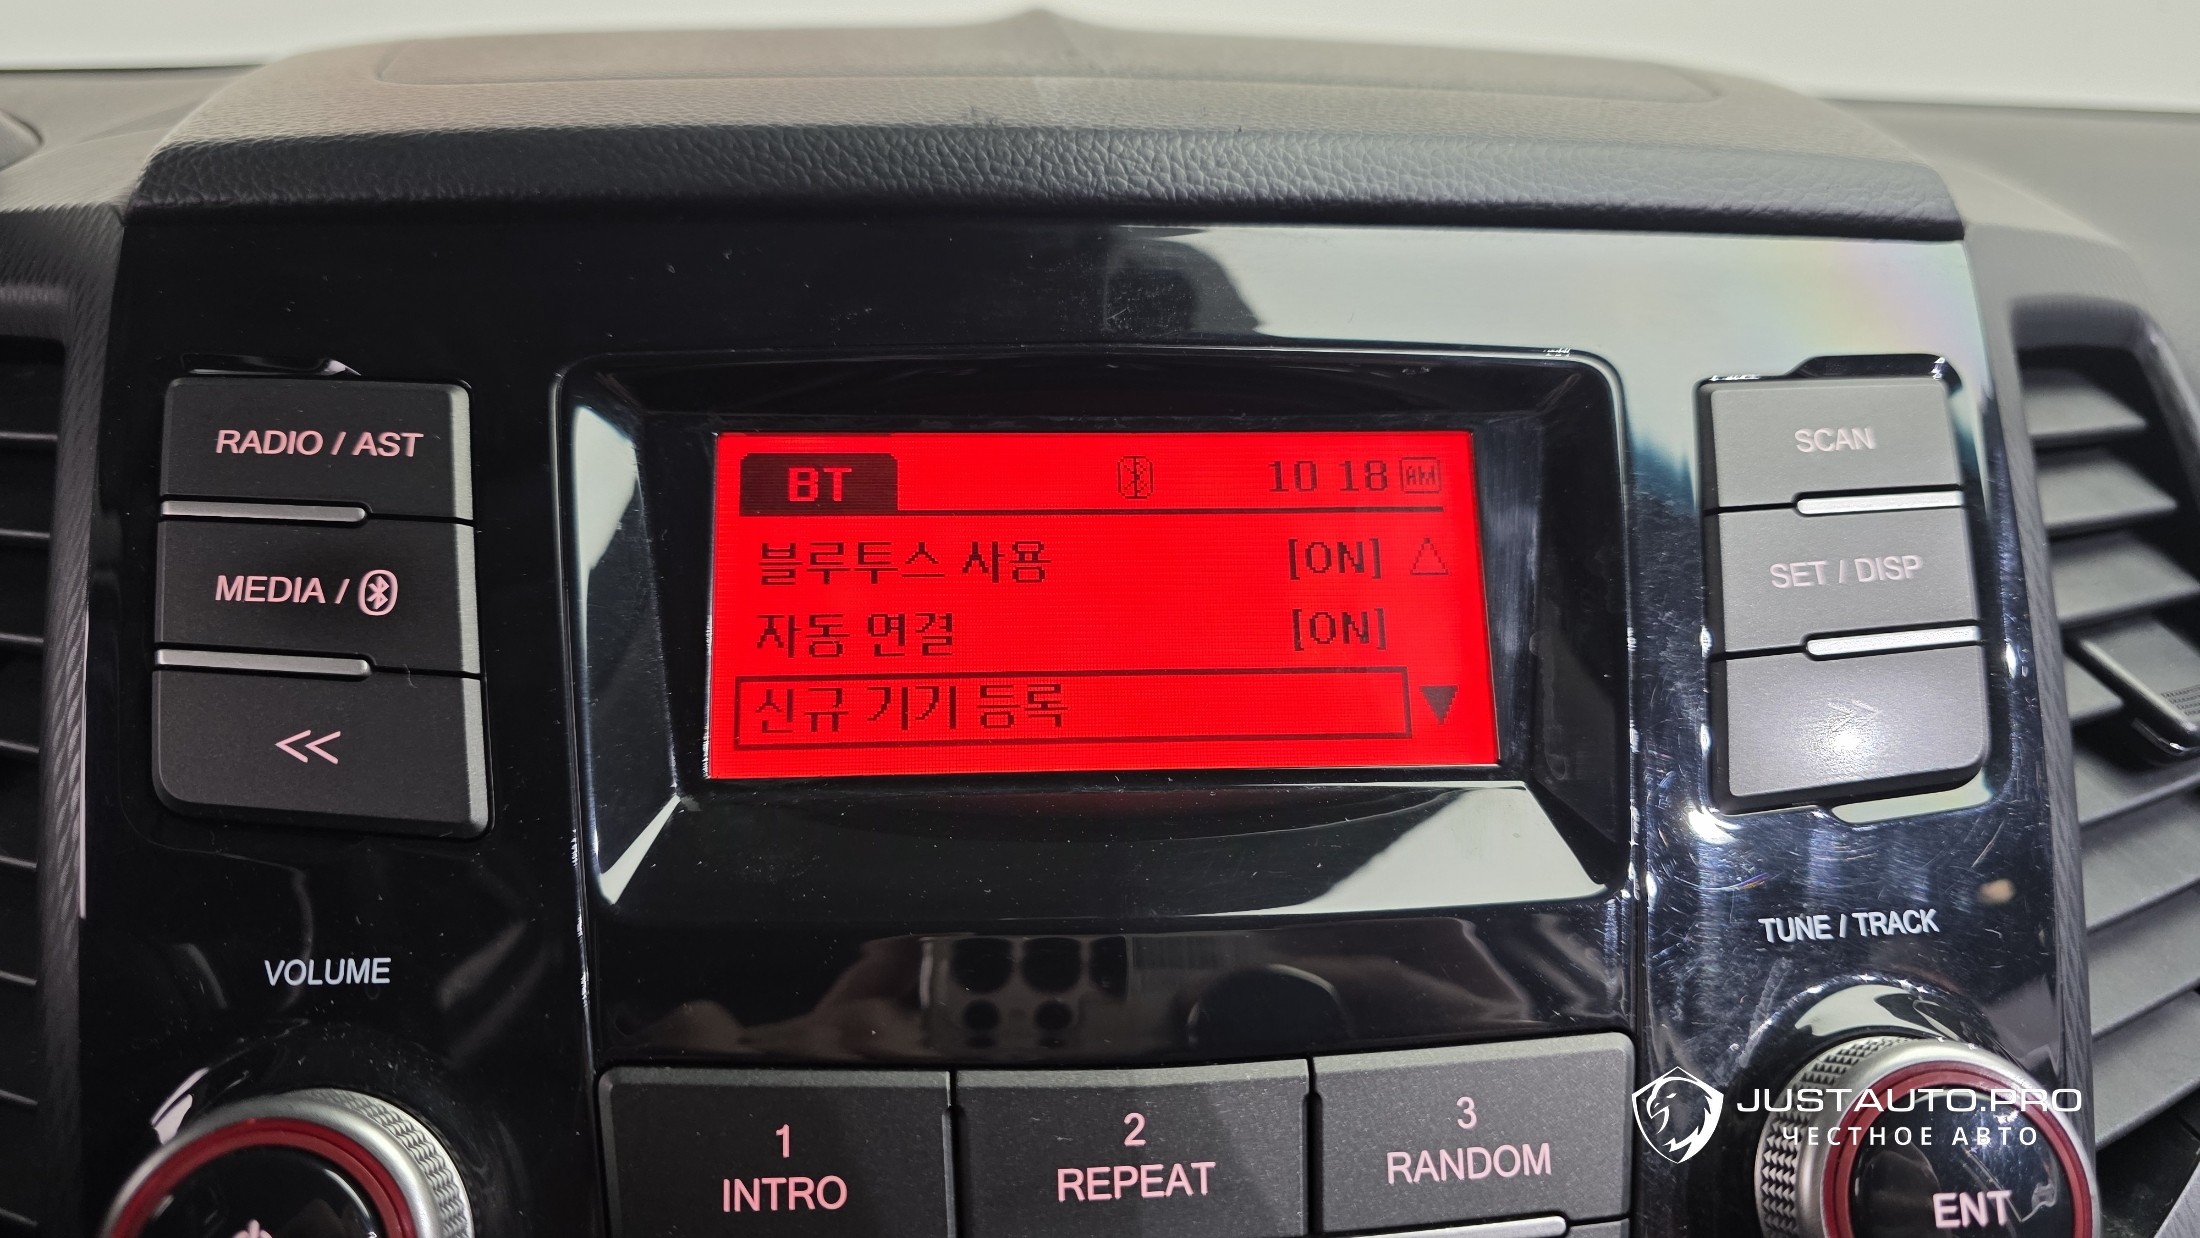 BT 10 18 AM
블루투스 사용 [ON]
자동 연결 [ON]
신규 기기 등록
RADIO / AST
MEDIA /
VOLUME
SCAN
SET / DISP
TUNE / TRACK
1
INTRO
2
REPEAT
3
RANDOM
ENT
JUSTAUTO.PRO
ЧЕСТНОЕ АВТО